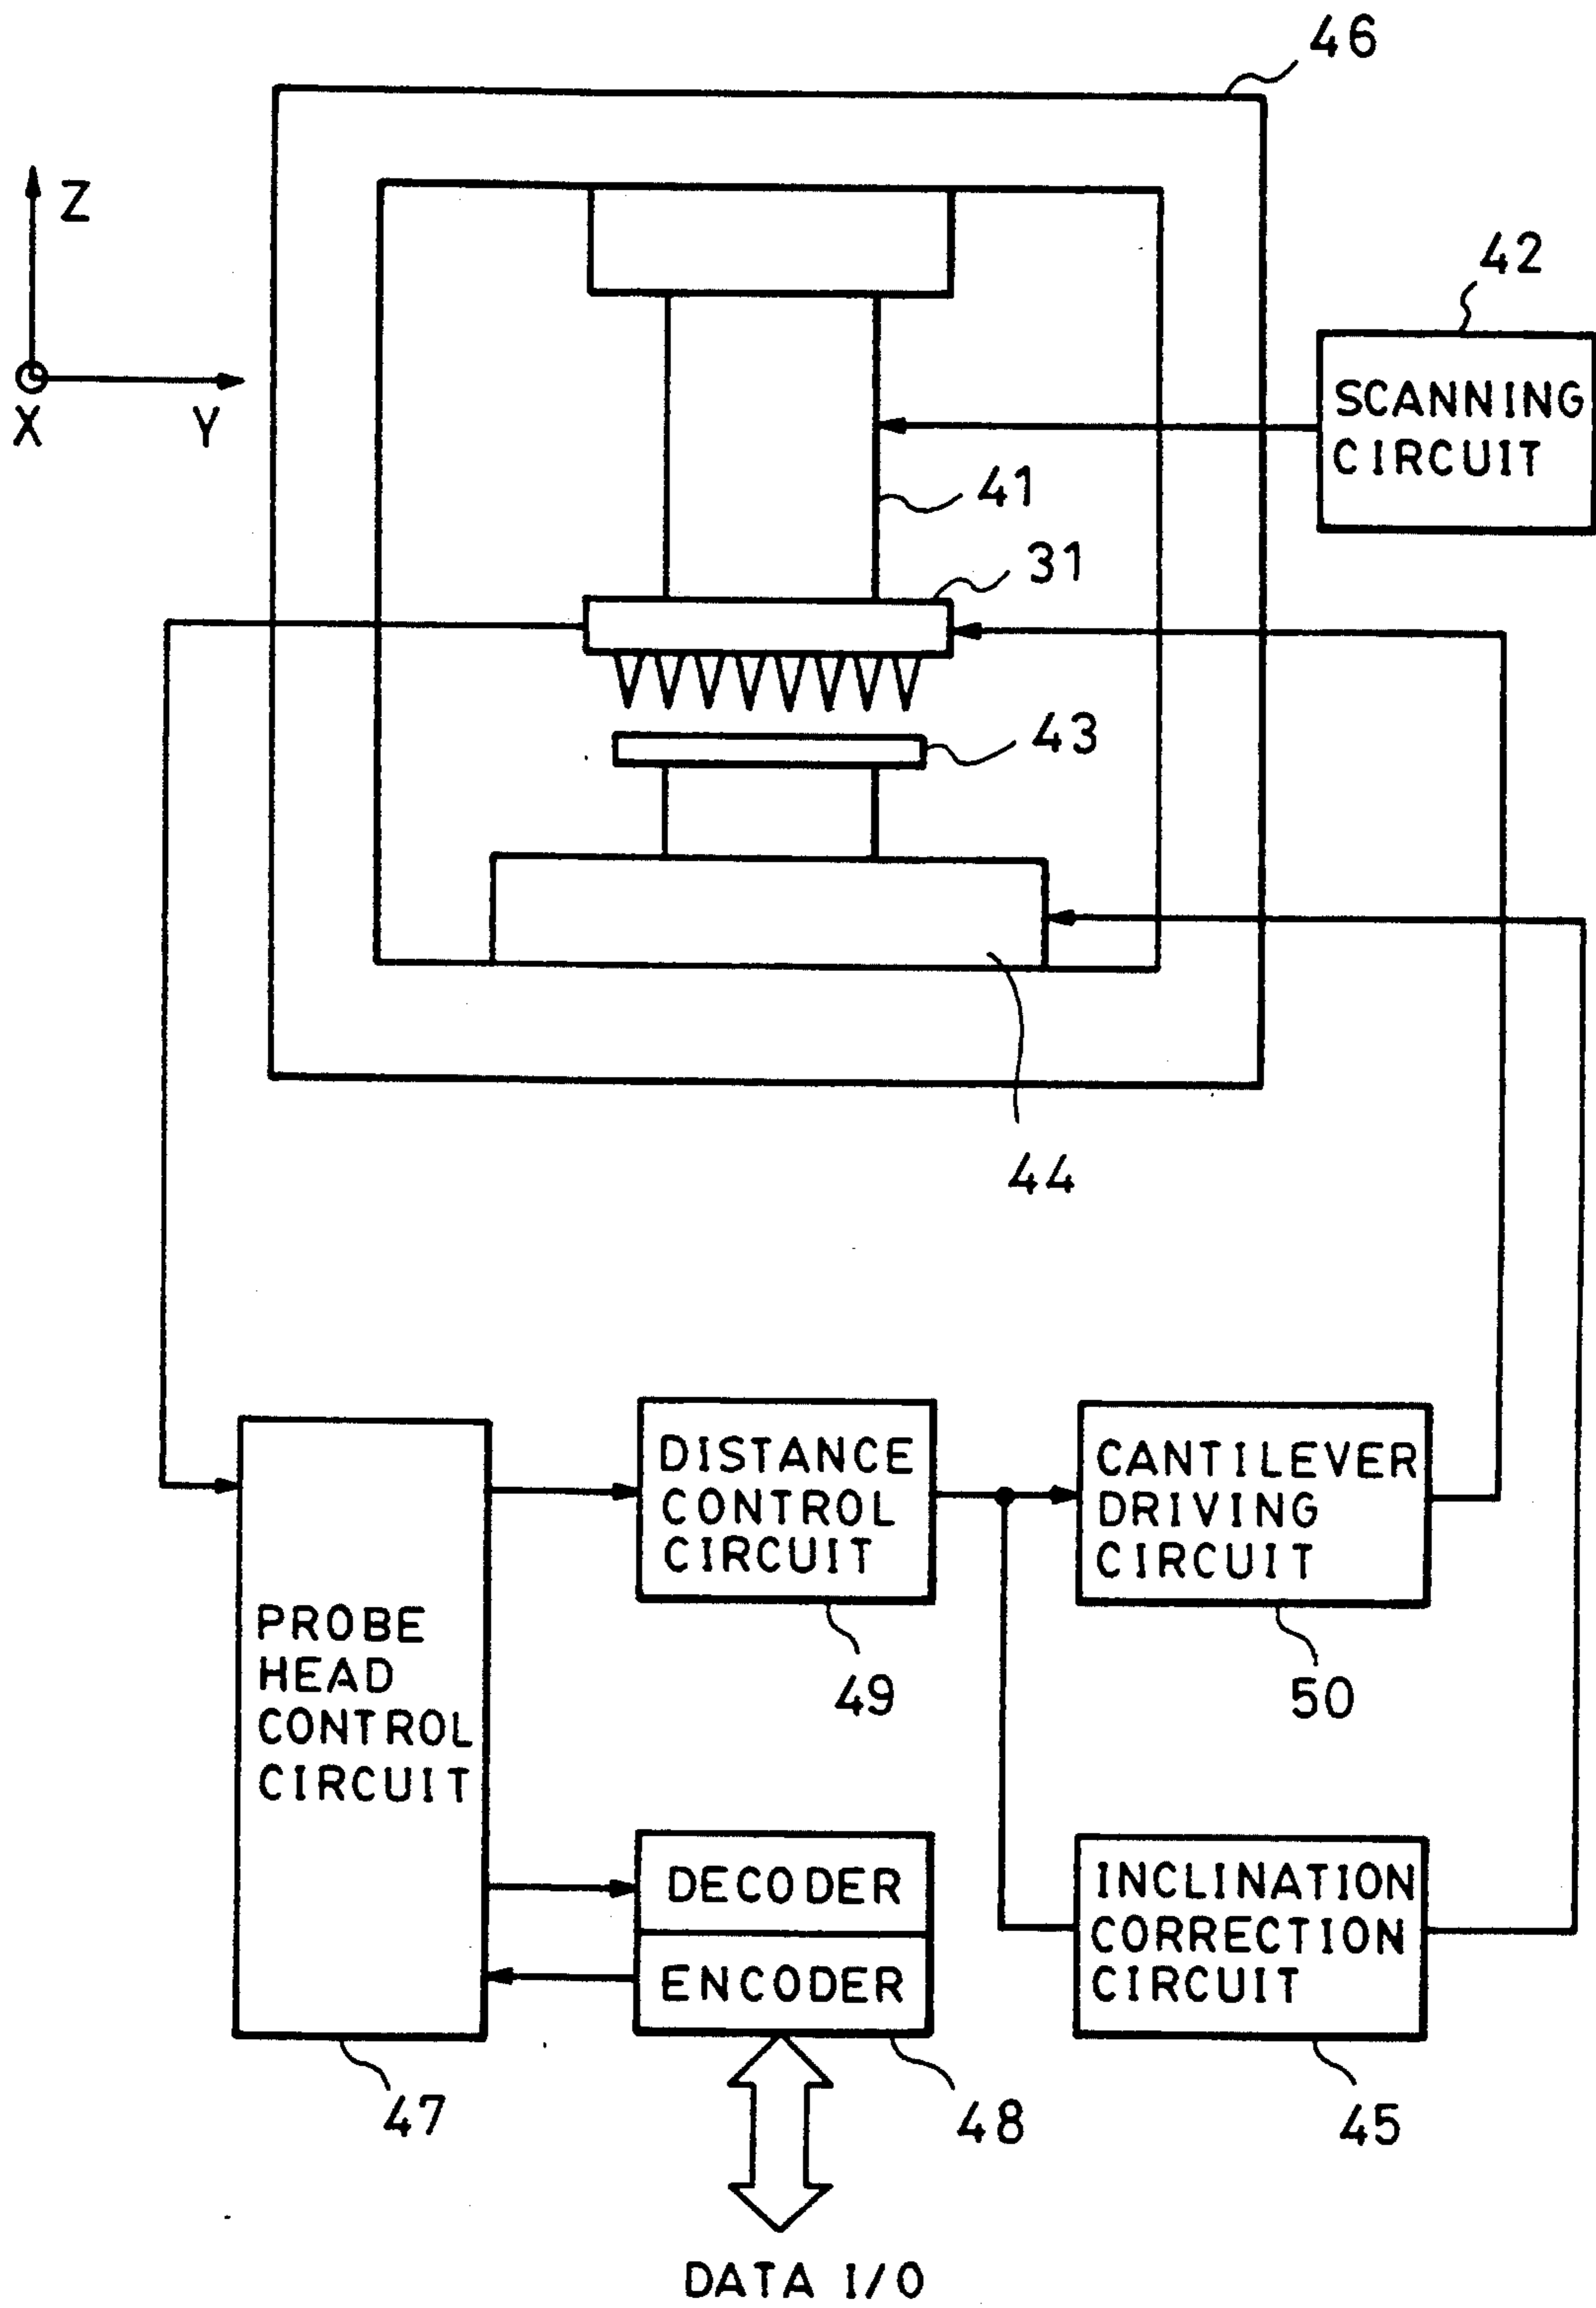 46
Z
X
Y
42
SCANNING
CIRCUIT
41
31
43
44
DISTANCE
CONTROL
CIRCUIT
49
CANTILEVER
DRIVING
CIRCUIT
50
PROBE
HEAD
CONTROL
CIRCUIT
47
DECODER
ENCODER
48
INCLINATION
CORRECTION
CIRCUIT
45
DATA I/O